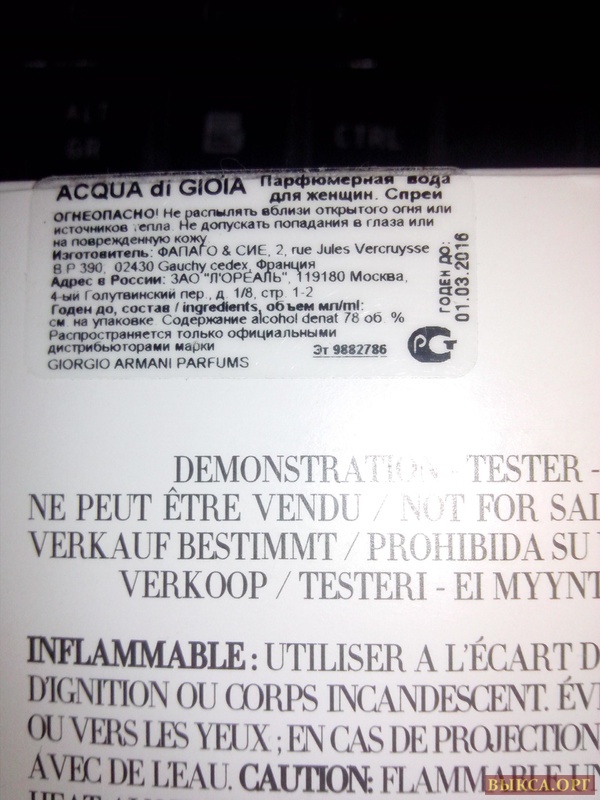 ALT
GR
CTRL
ACQUA di GIOIA Парфюмерная вода
для женщин. Спрей
ОГНЕОПАСНО! Не распылять вблизи открытого огня или
источников тепла. Не допускать попадания в глаза или
на поврежденную кожу
Изготовитель: ФАПАГО & СИЕ, 2, rue Jules Vercruysse
B P 390, 02430 Gauchy cedex, Франция
Адрес в России: ЗАО "Л'ОРЕАЛЬ", 119180 Москва,
4-ый Голутвинский пер., д. 1/8, стр. 1-2
Годен до, состав / ingredients, объем мл/ml:
см. на упаковке. Содержание alcohol denat 78 об. %
Распространяется только официальными
дистрибьюторами марки
Эт 9882786
GIORGIO ARMANI PARFUMS
ГОДЕН ДО:
01.03.2016
РСТ
DEMONSTRATION - TESTER -
NE PEUT ÊTRE VENDU / NOT FOR SAL
VERKAUF BESTIMMT / PROHIBIDA SU
VERKOOP / TESTERI - EI MYYNT
INFLAMMABLE : UTILISER A L'ÉCART D
D'IGNITION OU CORPS INCANDESCENT. ÉVI
OU VERS LES YEUX ; EN CAS DE PROJECTION
AVEC DE L'EAU. CAUTION: FLAMMABLE UN
ВЫКСА.ОРГ